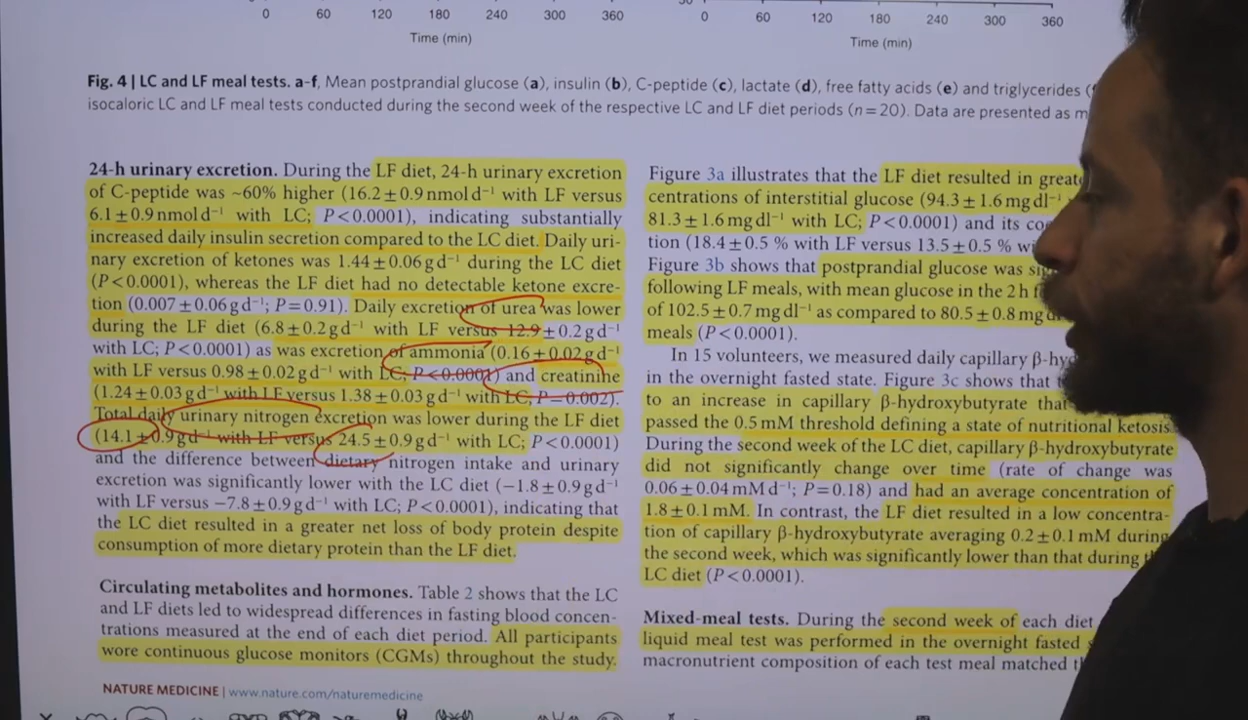 0 60 120 180 240 300 360
Time (min)
0 60 120 180 240 300 360
Time (min)
Fig. 4 | LC and LF meal tests. a-f, Mean postprandial glucose (a), insulin (b), C-peptide (c), lactate (d), free fatty acids (e) and triglycerides
isocaloric LC and LF meal tests conducted during the second week of the respective LC and LF diet periods (n=20). Data are presented as
24-h urinary excretion. During the LF diet, 24-h urinary excretion
of C-peptide was ~60% higher (16.2±0.9 nmol d⁻¹ with LF versus
6.1±0.9 nmol d⁻¹ with LC; P<0.0001), indicating substantially
increased daily insulin secretion compared to the LC diet. Daily uri-
nary excretion of ketones was 1.44±0.06 g d⁻¹ during the LC diet
(P<0.0001), whereas the LF diet had no detectable ketone excre-
tion (0.007±0.06 g d⁻¹; P=0.91). Daily excretion of urea was lower
during the LF diet (6.8±0.2 g d⁻¹ with LF versus 12.9±0.2 g d⁻¹
with LC; P<0.0001) as was excretion of ammonia (0.16±0.02 g d⁻¹
with LF versus 0.98±0.02 g d⁻¹ with LC; P<0.0001) and creatinine
(1.24±0.03 g d⁻¹ with LF versus 1.38±0.03 g d⁻¹ with LC; P=0.002).
Total daily urinary nitrogen excretion was lower during the LF diet
(14.1±0.9 g d⁻¹ with LF versus 24.5±0.9 g d⁻¹ with LC; P<0.0001)
and the difference between dietary nitrogen intake and urinary
excretion was significantly lower with the LC diet (−1.8±0.9 g d⁻¹
with LF versus −7.8±0.9 g d⁻¹ with LC; P<0.0001), indicating that
the LC diet resulted in a greater net loss of body protein despite
consumption of more dietary protein than the LF diet.
Circulating metabolites and hormones. Table 2 shows that the LC
and LF diets led to widespread differences in fasting blood concen-
trations measured at the end of each diet period. All participants
wore continuous glucose monitors (CGMs) throughout the study.
NATURE MEDICINE | www.nature.com/naturemedicine
Figure 3a illustrates that the LF diet resulted in
centrations of interstitial glucose (94.3±1.6 mg dl⁻¹
81.3±1.6 mg dl⁻¹ with LC; P<0.0001) and its
tion (18.4±0.5 % with LF versus 13.5±0.5 %
Figure 3b shows that postprandial glucose was
following LF meals, with mean glucose in the 2 h
of 102.5±0.7 mg dl⁻¹ as compared to 80.5±0.8 mg
meals (P<0.0001).
In 15 volunteers, we measured daily capillary
in the overnight fasted state. Figure 3c shows that
to an increase in capillary β-hydroxybutyrate
passed the 0.5 mM threshold defining a state of nutritional ketosis.
During the second week of the LC diet, capillary β-hydroxybutyrate
did not significantly change over time (rate of change was
0.06±0.04 mM d⁻¹; P=0.18) and had an average concentration of
1.8±0.1 mM. In contrast, the LF diet resulted in a low concentra-
tion of capillary β-hydroxybutyrate averaging 0.2±0.1 mM during
the second week, which was significantly lower than that during
LC diet (P<0.0001).
Mixed-meal tests. During the second week of each diet
liquid meal test was performed in the overnight fasted
macronutrient composition of each test meal matched